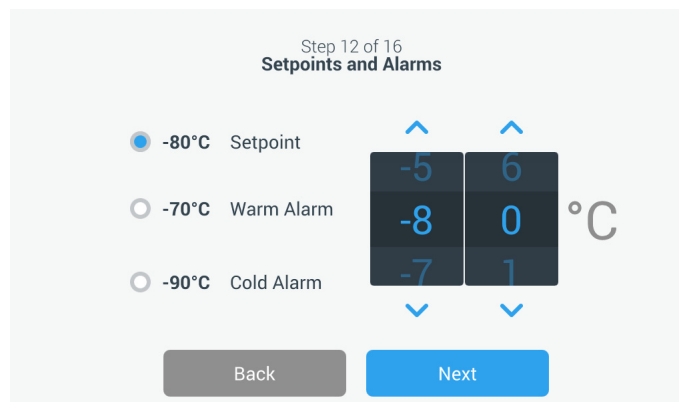 Step 12 of 16
Setpoints and Alarms
-80°C Setpoint
-70°C Warm Alarm
-90°C Cold Alarm
-5 6
-8 0 °C
-7 1
Back Next